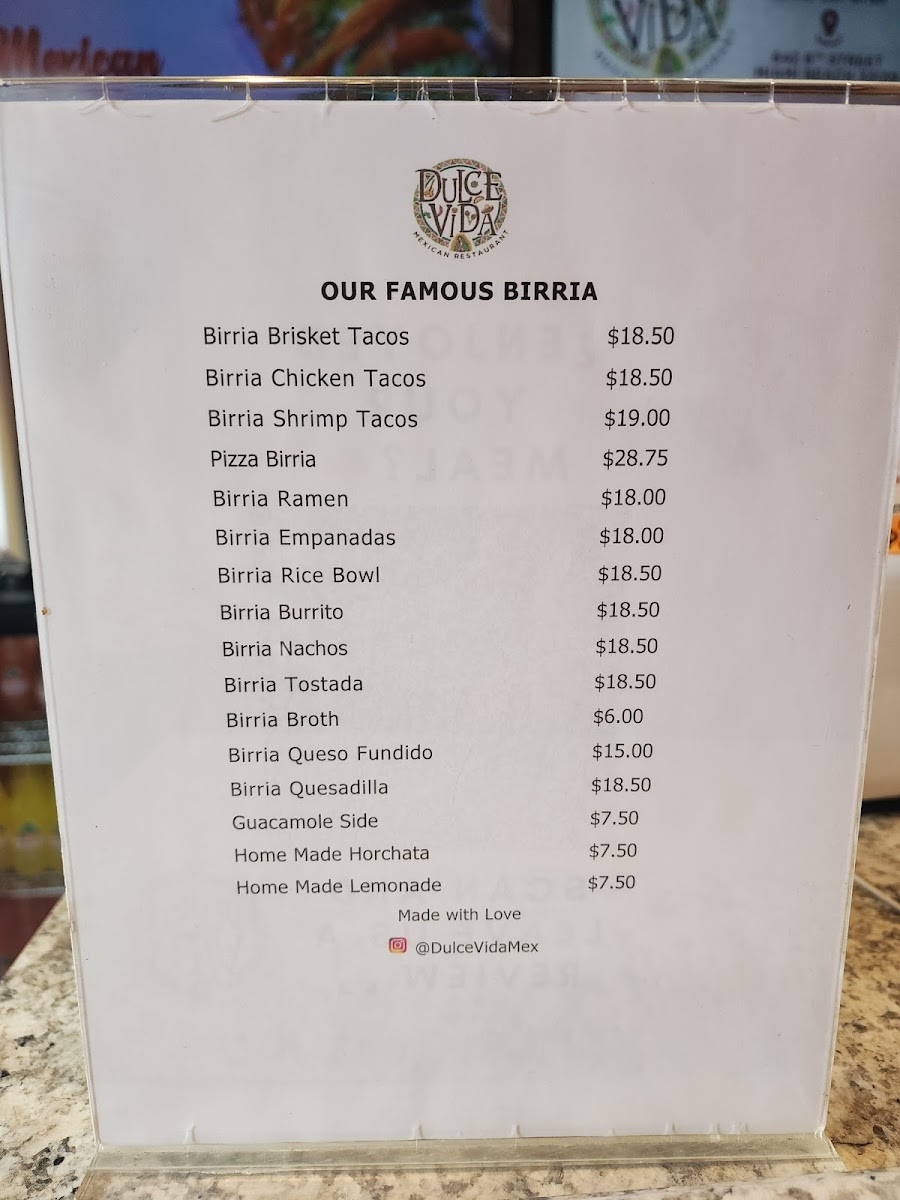 Mexican
VIDA
DULCE
VIDA
MEXICAN RESTAURANT
OUR FAMOUS BIRRIA
Birria Brisket Tacos $18.50
Birria Chicken Tacos $18.50
Birria Shrimp Tacos $19.00
Pizza Birria $28.75
Birria Ramen $18.00
Birria Empanadas $18.00
Birria Rice Bowl $18.50
Birria Burrito $18.50
Birria Nachos $18.50
Birria Tostada $18.50
Birria Broth $6.00
Birria Queso Fundido $15.00
Birria Quesadilla $18.50
Guacamole Side $7.50
Home Made Horchata $7.50
Home Made Lemonade $7.50
Made with Love
@DulceVidaMex